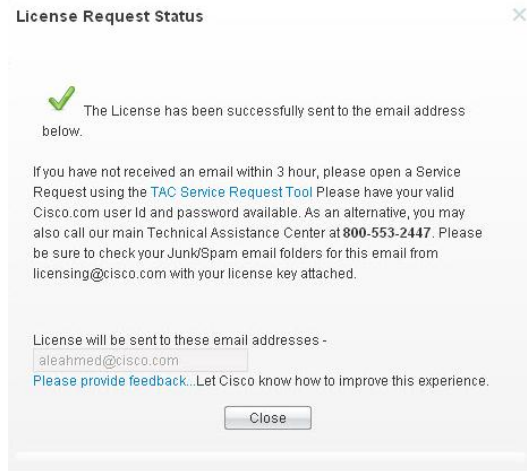 License Request Status
The License has been successfully sent to the email address
below.
If you have not received an email within 3 hour, please open a Service
Request using the TAC Service Request Tool Please have your valid
Cisco.com user Id and password available. As an alternative, you may
also call our main Technical Assistance Center at 800-553-2447. Please
be sure to check your Junk/Spam email folders for this email from
licensing@cisco.com with your license key attached.
License will be sent to these email addresses -
aleahmed@cisco.com
Please provide feedback...Let Cisco know how to improve this experience.
Close